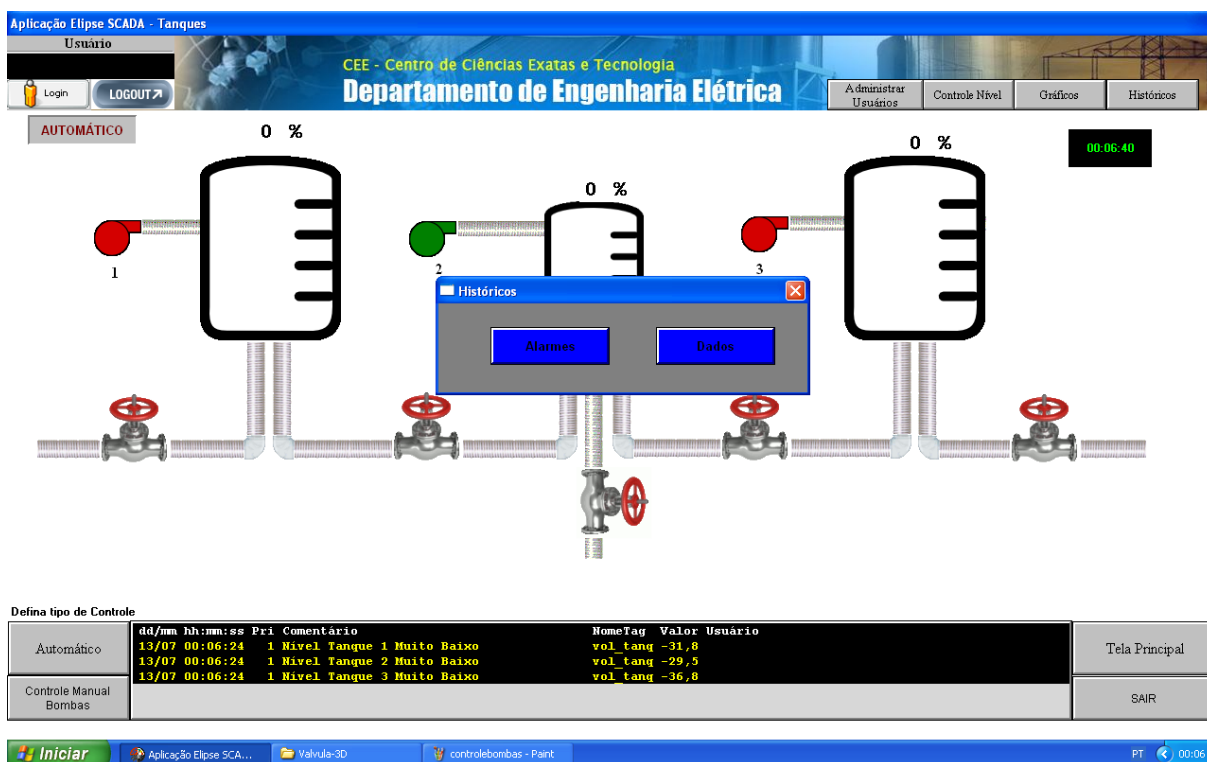 Aplicação Elipse SCADA - Tanques
Usuário
CEE - Centro de Ciências Exatas e Tecnologia
Departamento de Engenharia Elétrica
Login
LOGOUT
Administrar
Usuários
Controle Nível
Gráficos
Históricos
AUTOMÁTICO
0 %
0 %
0 %
00:06:40
1
2
3
Históricos
Alarmes
Dados
Defina tipo de Controle
Automático
Controle Manual
Bombas
dd/mm hh:mm:ss Pri Comentário NomeTag Valor Usuário
13/07 00:06:24 1 Nível Tanque 1 Muito Baixo vol_tanq -31,8
13/07 00:06:24 1 Nível Tanque 2 Muito Baixo vol_tanq -29,5
13/07 00:06:24 1 Nível Tanque 3 Muito Baixo vol_tanq -36,8
Tela Principal
SAIR
Iniciar
Aplicação Elipse SCA...
Valvula-3D
controlebombas - Paint
PT
00:06